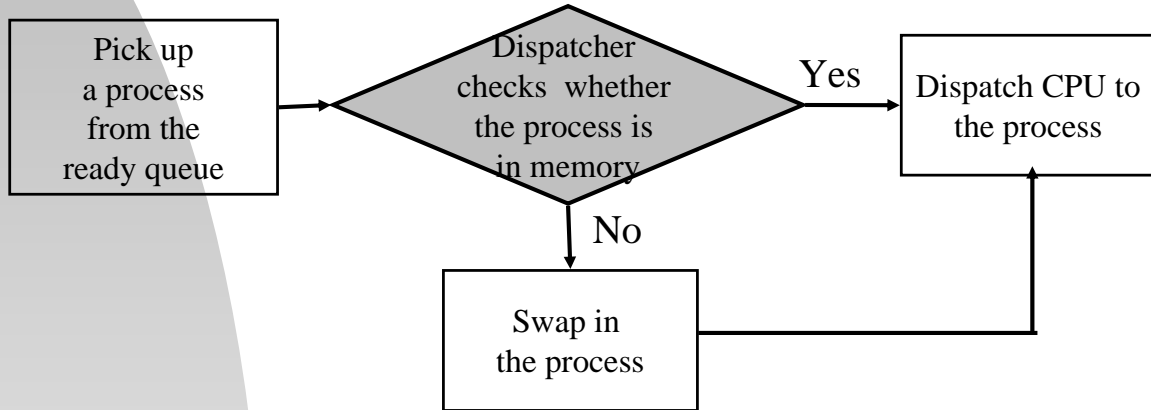 Pick up
a process
from the
ready queue
Dispatcher
checks whether
the process is
in memory
Yes
Dispatch CPU to
the process
No
Swap in
the process